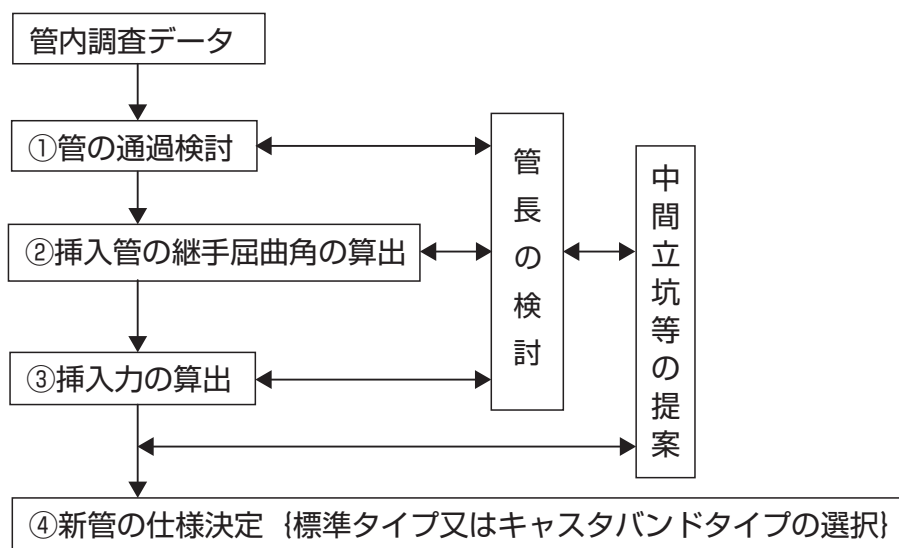 管内調査データ
①管の通過検討
②挿入管の継手屈曲角の算出
③挿入力の算出
管長の検討
中間立坑等の提案
④新管の仕様決定 {標準タイプ又はキャスタバンドタイプの選択}